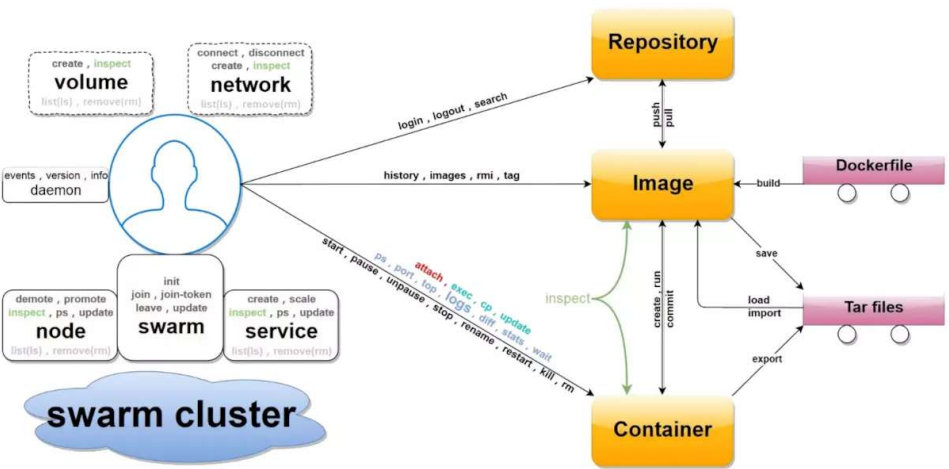 create , inspect
volume
list(ls) , remove(rm)
connect , disconnect
create , inspect
network
list(ls) , remove(rm)
events , version , info
daemon
init
join , join-token
leave , update
swarm
demote , promote
inspect , ps , update
node
list(ls) , remove(rm)
create , scale
inspect , ps , update
service
list(ls) , remove(rm)
swarm cluster
login , logout , search
history , images , rmi , tag
attach , exec , cp , update
ps , port , top , logs , diff , stats , wait
start , pause , unpause , stop , rename , restart , kill , rm
Repository
push
pull
Image
build
Dockerfile
inspect
create , run
commit
save
load
import
Tar files
export
Container